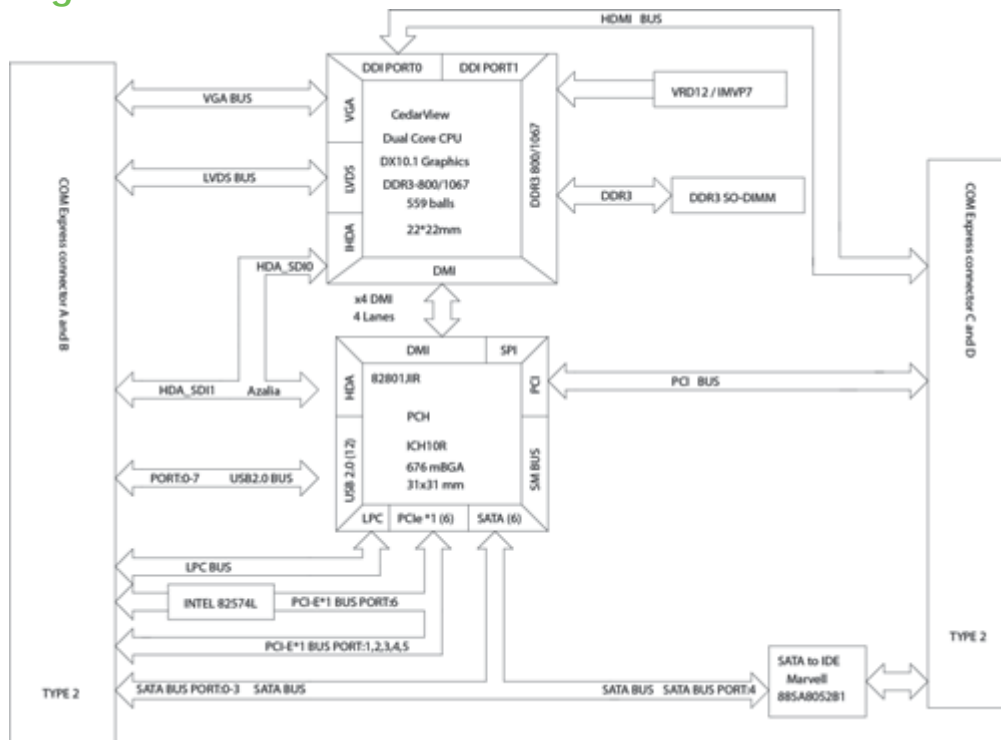 HDMI BUS
DDI PORT0
DDI PORT1
VGA BUS
VGA
CedarView
Dual Core CPU
DX10.1 Graphics
DDR3-800/1067
559 balls
22*22mm
DDR3 800/1067
VRD12 / IMVP7
LVDS BUS
LVDS
DDR3
DDR3 SO-DIMM
IHDA
HDA_SDI0
DMI
x4 DMI
4 Lanes
COM Express connector A and B
COM Express connector C and D
DMI
SPI
HDA
82801JIR
PCH
ICH10R
676 mBGA
31x31 mm
PCI
PCI BUS
HDA_SDI1 Azalia
USB 2.0 (12)
SM BUS
PORT:0-7 USB2.0 BUS
LPC
PCIe *1 (6)
SATA (6)
LPC BUS
INTEL 82574L
PCI-E*1 BUS PORT:6
PCI-E*1 BUS PORT:1,2,3,4,5
TYPE 2
SATA BUS PORT:0-3 SATA BUS
SATA BUS SATA BUS PORT:4
SATA to IDE
Marvell
88SA8052B1
TYPE 2